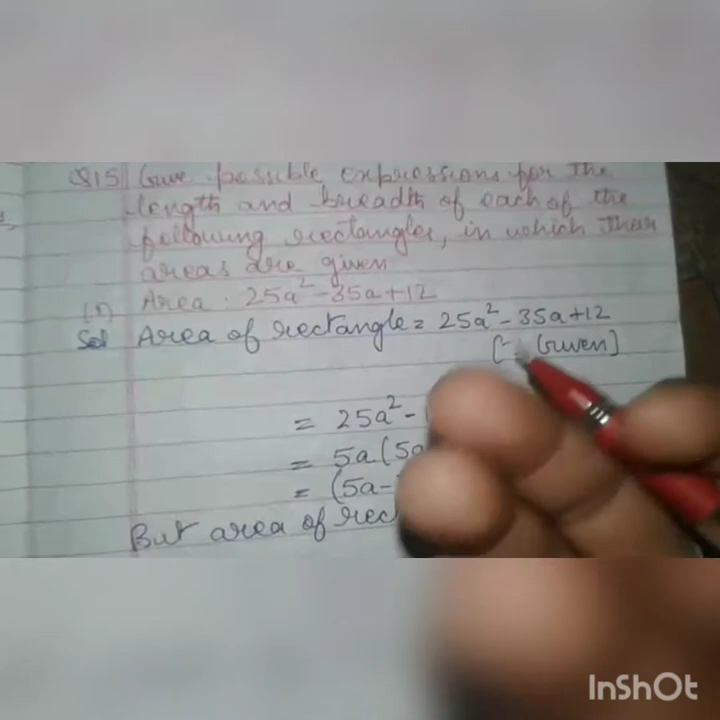 Q15 Give possible expressions for the
length and breadth of each of the
following rectangles, in which their
areas are given
(i) Area . 25a² - 35a + 12
Sol Area of rectangle = 25a² - 35a + 12
[∵ Given]
= 25a² -
= 5a(5a
= (5a -
But area of rec
InShOt